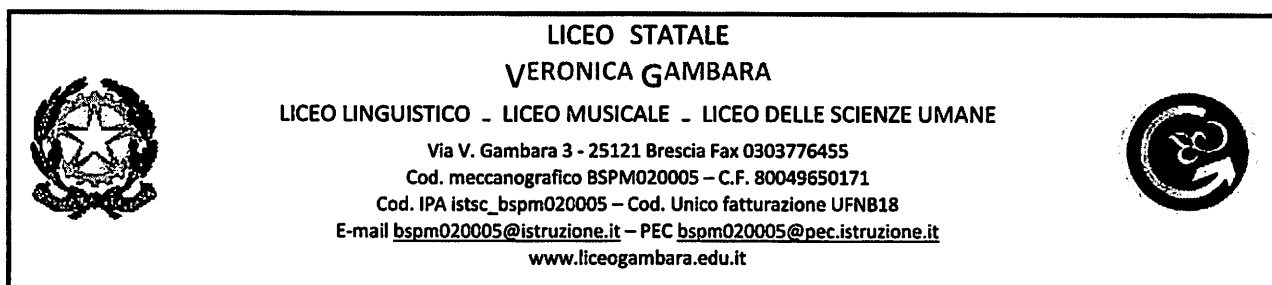 LICEO STATALE
VERONICA GAMBARA
LICEO LINGUISTICO – LICEO MUSICALE – LICEO DELLE SCIENZE UMANE
Via V. Gambara 3 - 25121 Brescia Fax 0303776455
Cod. meccanografico BSPM020005 – C.F. 80049650171
Cod. IPA istsc_bspm020005 – Cod. Unico fatturazione UFNB18
E-mail bspm020005@istruzione.it – PEC bspm020005@pec.istruzione.it
www.liceogambara.edu.it